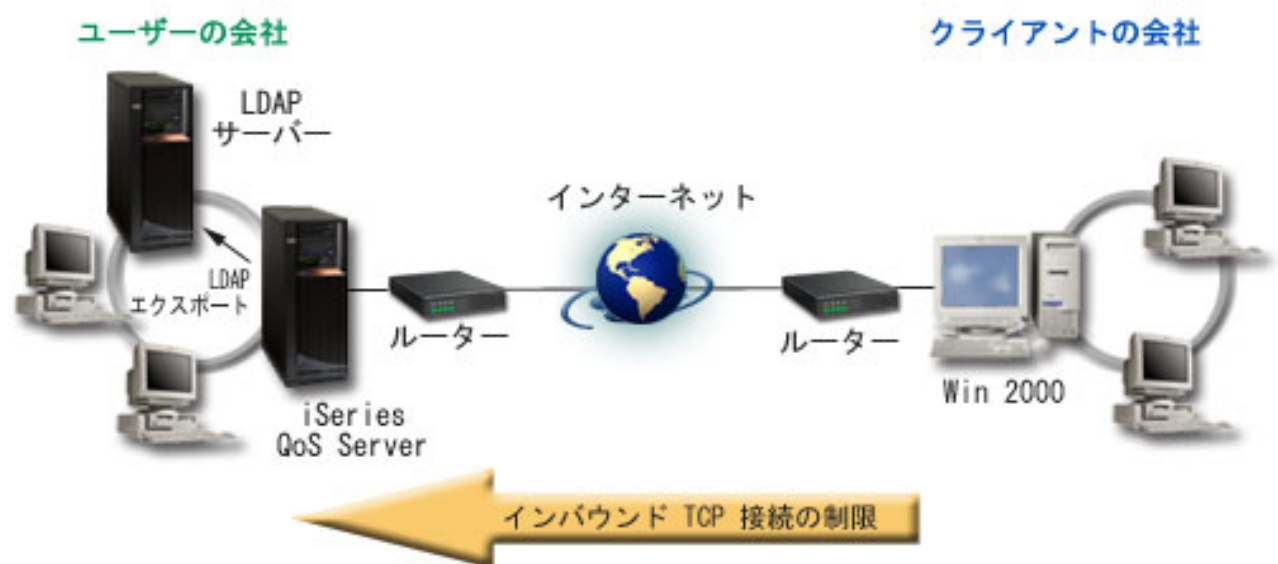 ユーザーの会社
クライアントの会社
LDAP
サーバー
インターネット
LDAP
エクスポート
ルーター
ルーター
iSeries
QoS Server
Win 2000
インバウンド TCP 接続の制限